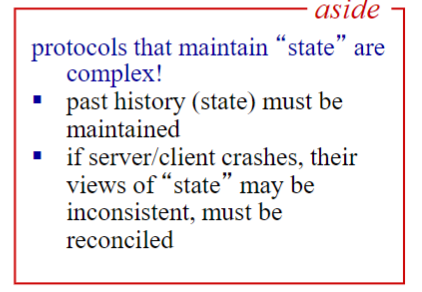 aside
protocols that maintain “state” are
complex!
▪ past history (state) must be
maintained
▪ if server/client crashes, their
views of “state” may be
inconsistent, must be
reconciled